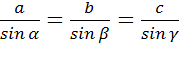 a/sin α = b/sin β = c/sin γ